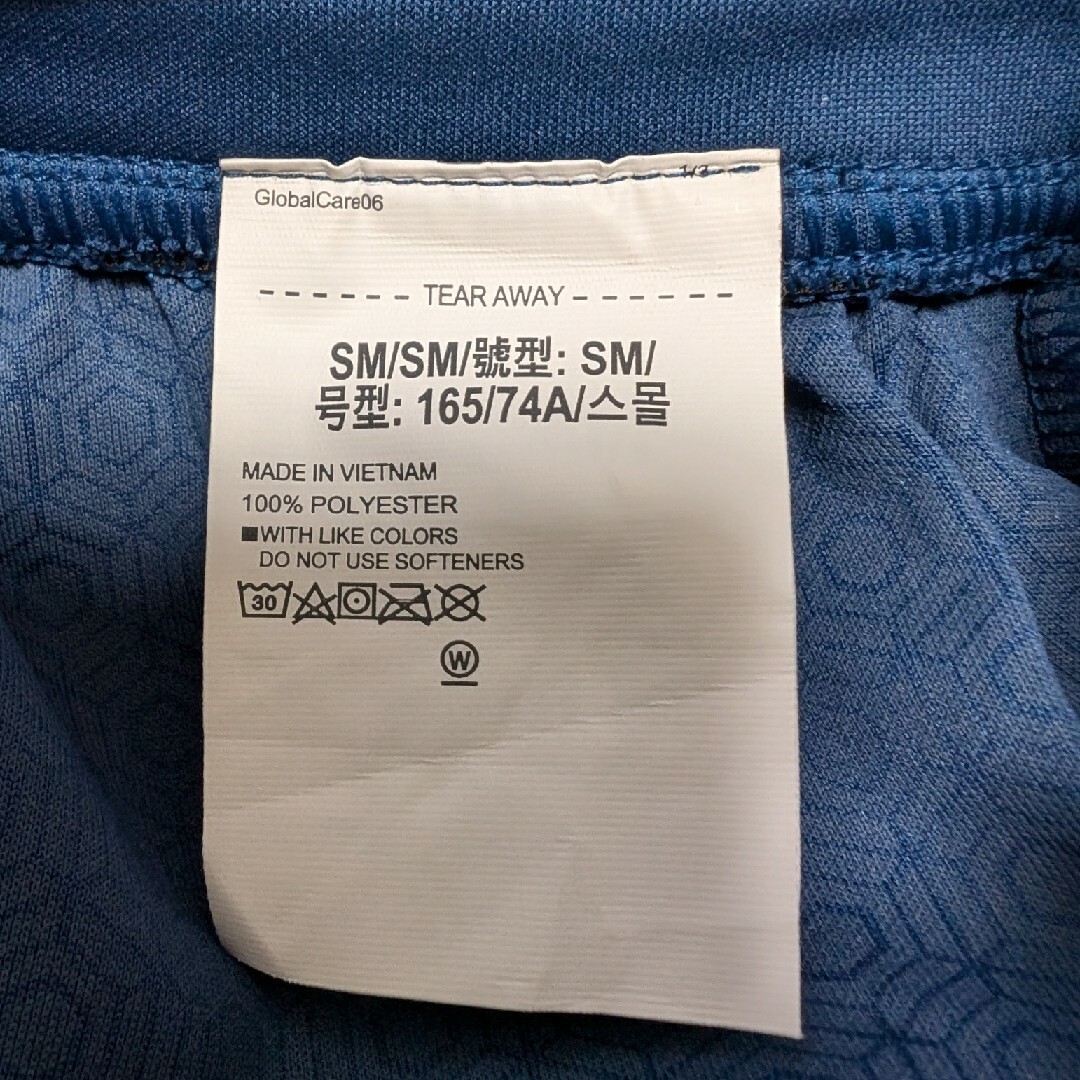 GlobalCare06
TEAR AWAY
SM/SM/號型: SM/
号型: 165/74A/스몰
MADE IN VIETNAM
100% POLYESTER
■WITH LIKE COLORS
DO NOT USE SOFTENERS
30
W